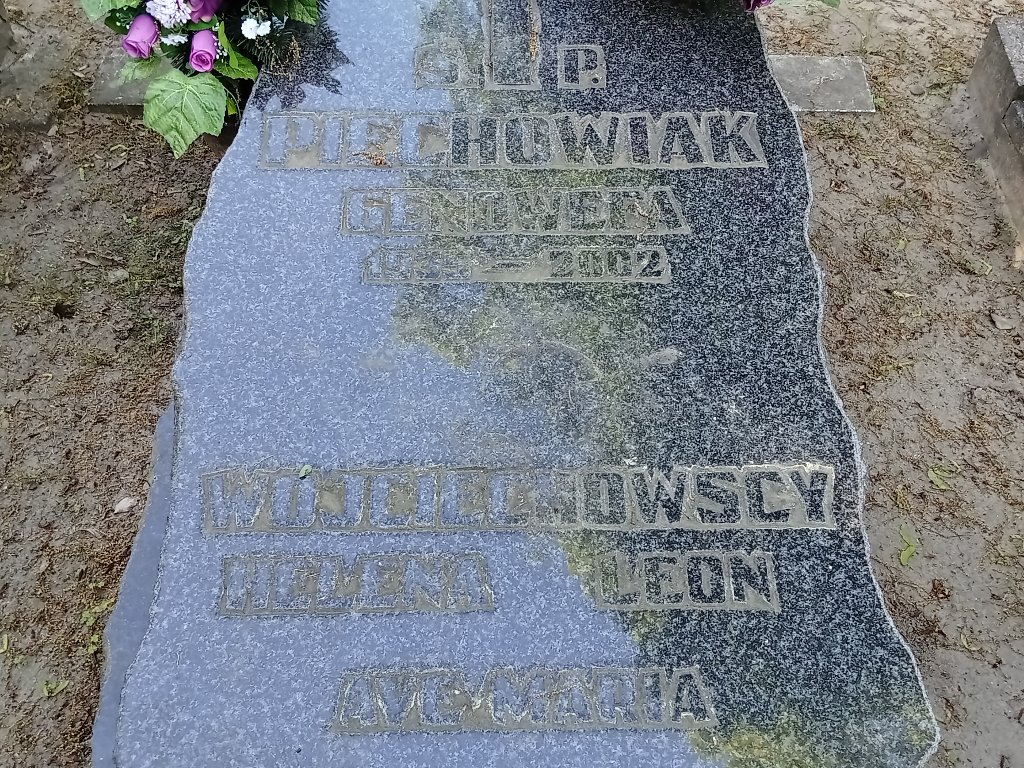 Ś. P.
PIECHOWIAK
GENOWEFA
— 2002
WOJCIECHOWSCY
HELENA LEON
AVE MARIA